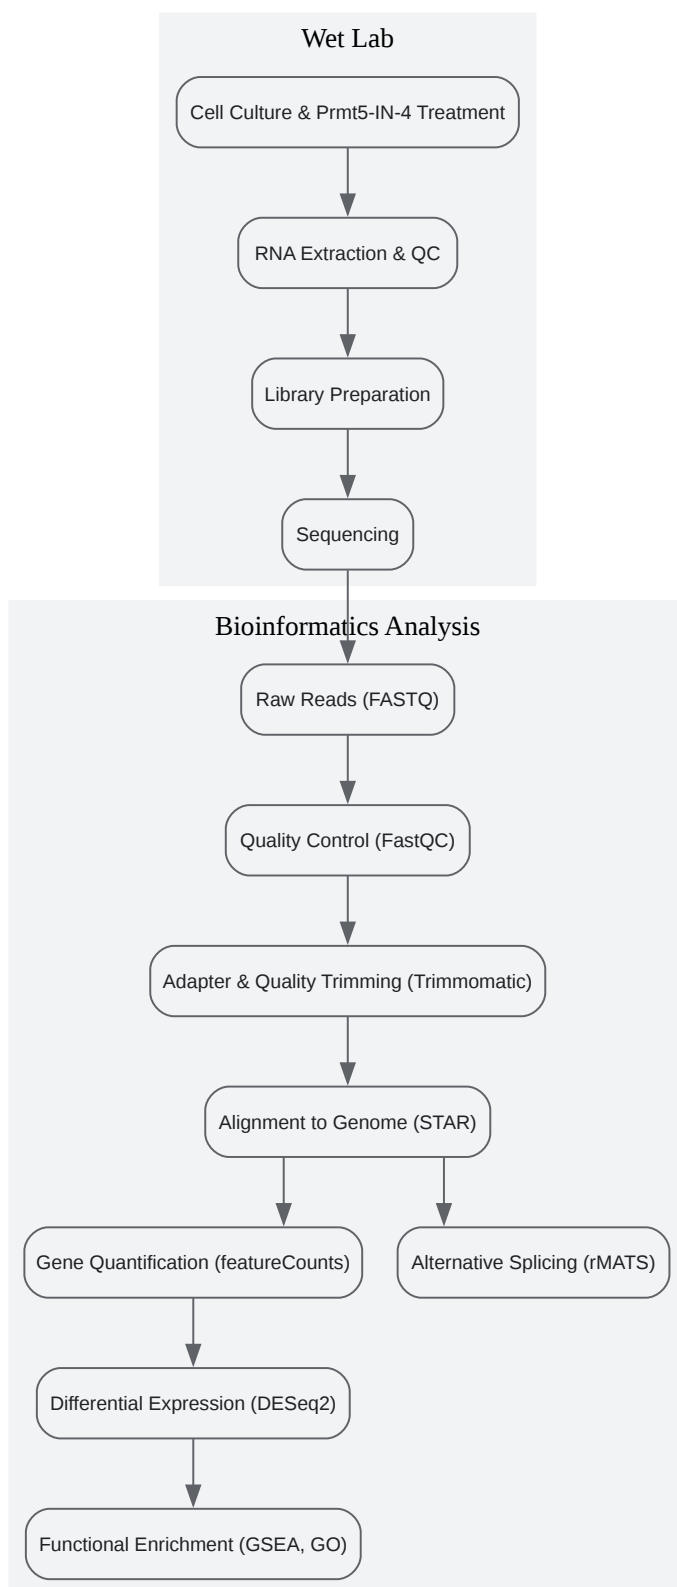 Wet Lab
Cell Culture & Prmt5-IN-4 Treatment
RNA Extraction & QC
Library Preparation
Sequencing
Bioinformatics Analysis
Raw Reads (FASTQ)
Quality Control (FastQC)
Adapter & Quality Trimming (Trimmomatic)
Alignment to Genome (STAR)
Gene Quantification (featureCounts)
Alternative Splicing (rMATS)
Differential Expression (DESeq2)
Functional Enrichment (GSEA, GO)